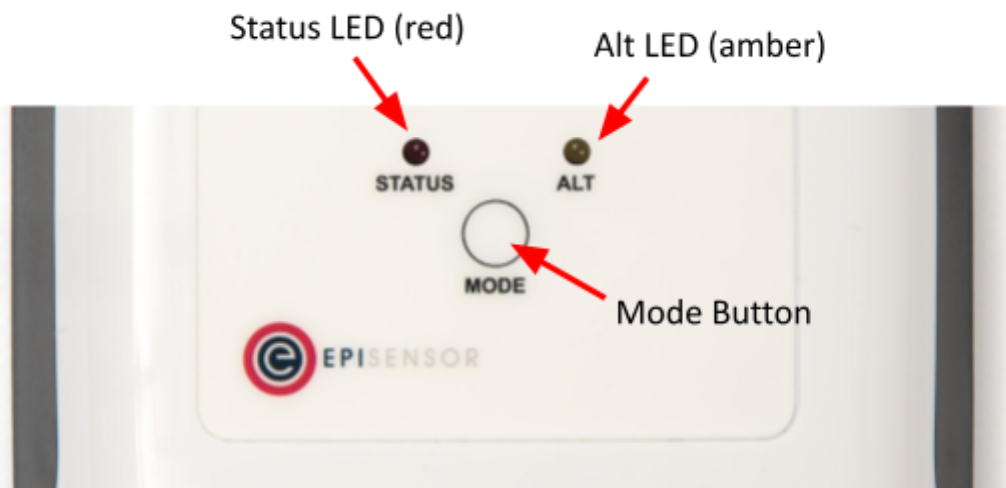 Status LED (red)
Alt LED (amber)
STATUS
ALT
MODE
Mode Button
e EPISENSOR